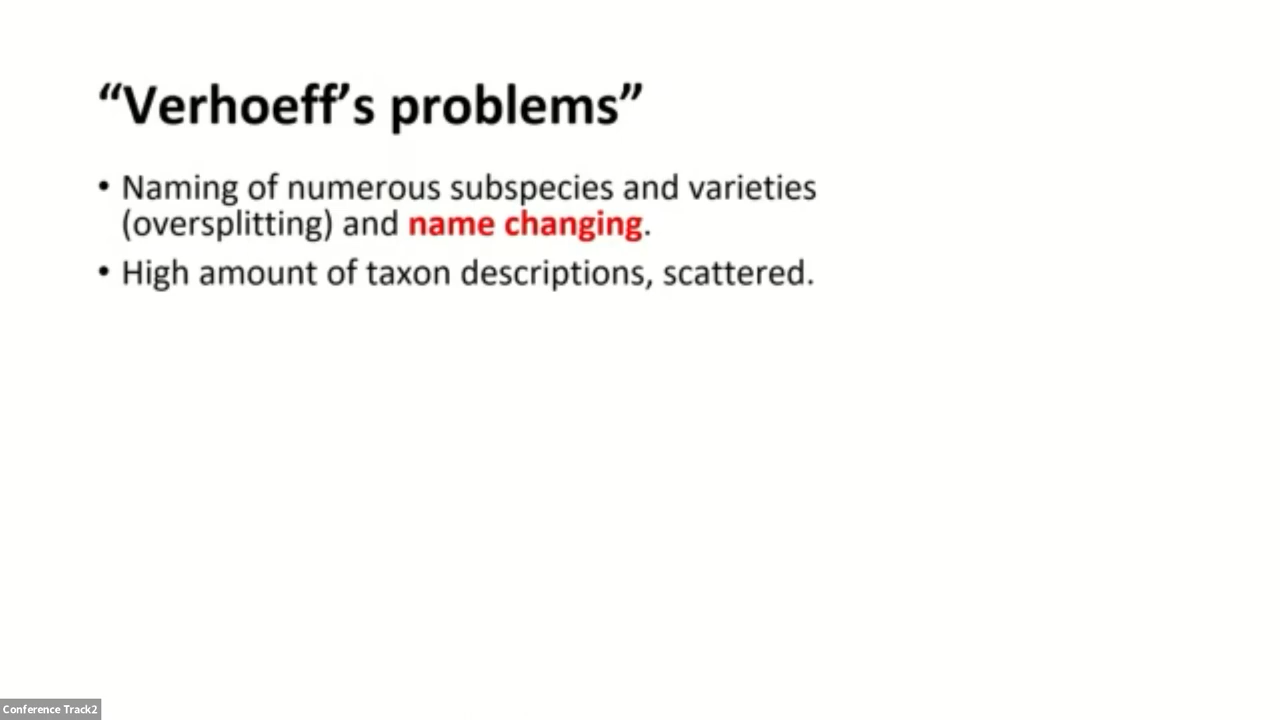 “Verhoeff’s problems”
• Naming of numerous subspecies and varieties
(oversplitting) and name changing.
• High amount of taxon descriptions, scattered.
Conference Track2